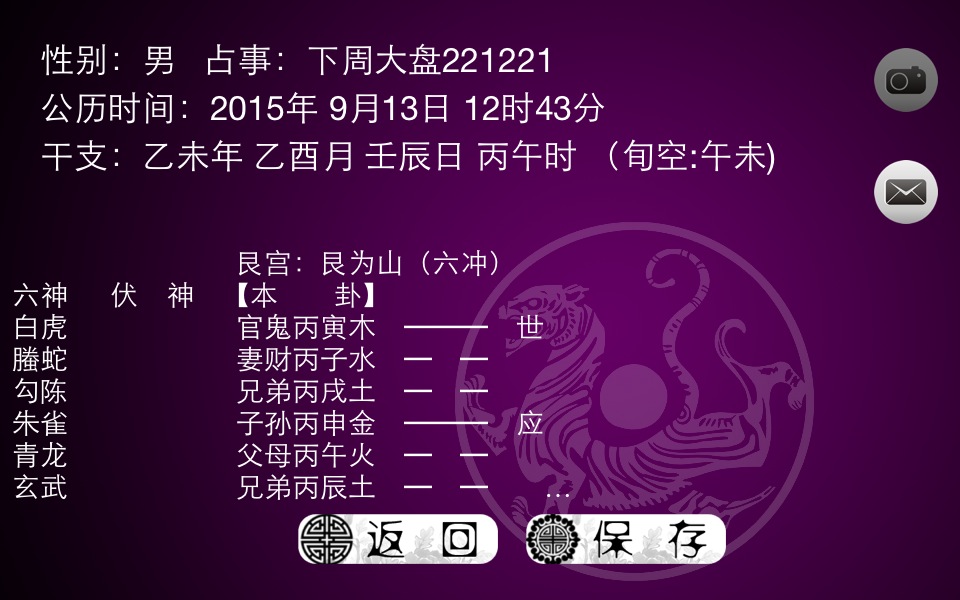 性别：男 占事：下周大盘221221
公历时间：2015年 9月13日 12时43分
干支：乙未年 乙酉月 壬辰日 丙午时 （旬空:午未)
艮宫：艮为山（六冲）
六神 伏 神 【本 卦】
白虎 官鬼丙寅木 世
螣蛇 妻财丙子水
勾陈 兄弟丙戌土
朱雀 子孙丙申金 应
青龙 父母丙午火
玄武 兄弟丙辰土 ...
返 回 保 存